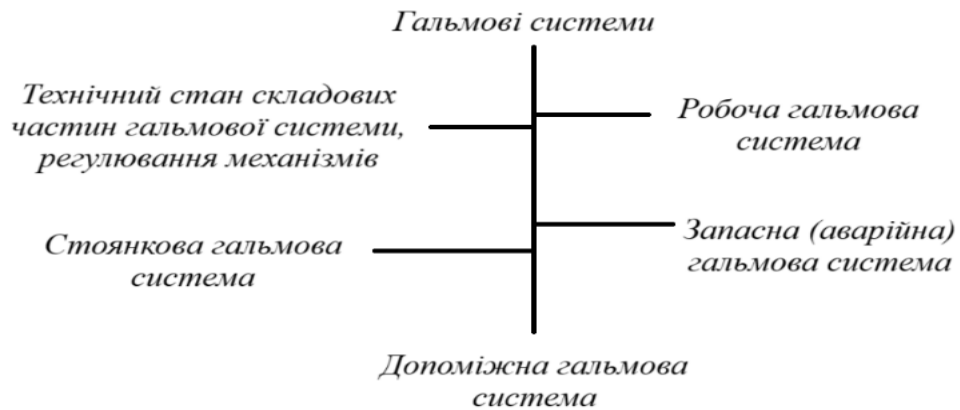 Гальмові системи
Технічний стан складових
частин гальмової системи,
регулювання механізмів
Робоча гальмова
система
Стоянкова гальмова
система
Запасна (аварійна)
гальмова система
Допоміжна гальмова
система